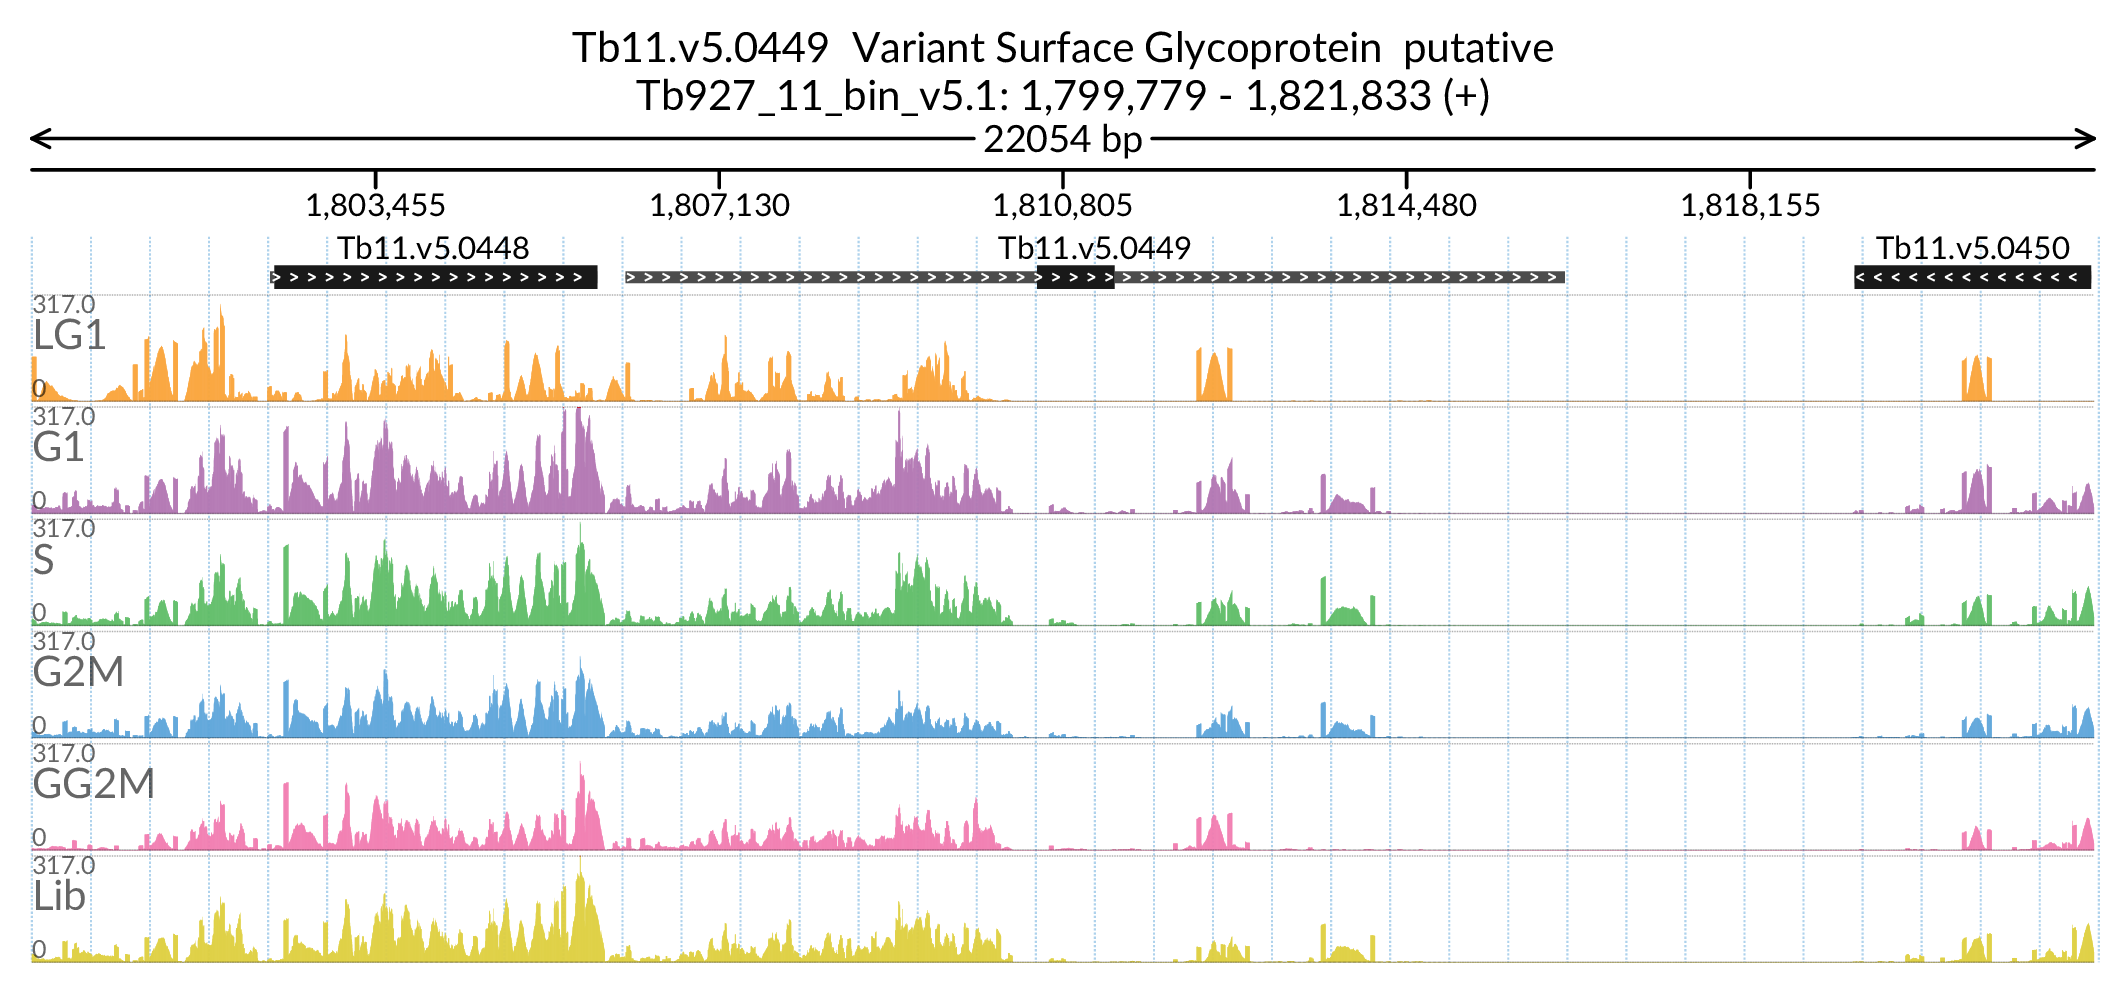 Tb11.v5.0449 Variant Surface Glycoprotein putative
Tb927_11_bin_v5.1: 1,799,779 - 1,821,833 (+)
22054 bp
1,803,455 1,807,130 1,810,805 1,814,480 1,818,155
Tb11.v5.0448 Tb11.v5.0449 Tb11.v5.0450
317.0
LG1
0
317.0
G1
0
317.0
S
0
317.0
G2M
0
317.0
GG2M
0
317.0
Lib
0